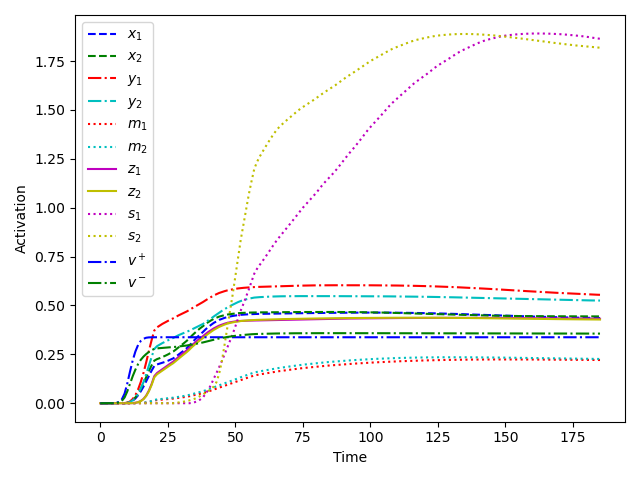 x₁
x₂
y₁
y₂
m₁
m₂
z₁
z₂
s₁
s₂
v⁺
v⁻
Activation
1.75
1.50
1.25
1.00
0.75
0.50
0.25
0.00
0 25 50 75 100 125 150 175
Time